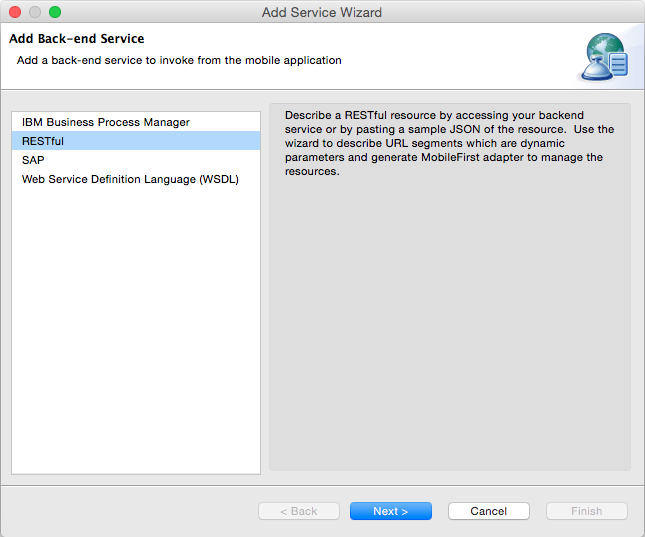 Add Service Wizard
Add Back-end Service
Add a back-end service to invoke from the mobile application
IBM Business Process Manager
RESTful
SAP
Web Service Definition Language (WSDL)
Describe a RESTful resource by accessing your backend
service or by pasting a sample JSON of the resource.  Use the
wizard to describe URL segments which are dynamic
parameters and generate MobileFirst adapter to manage the
resources.
< Back
Next >
Cancel
Finish